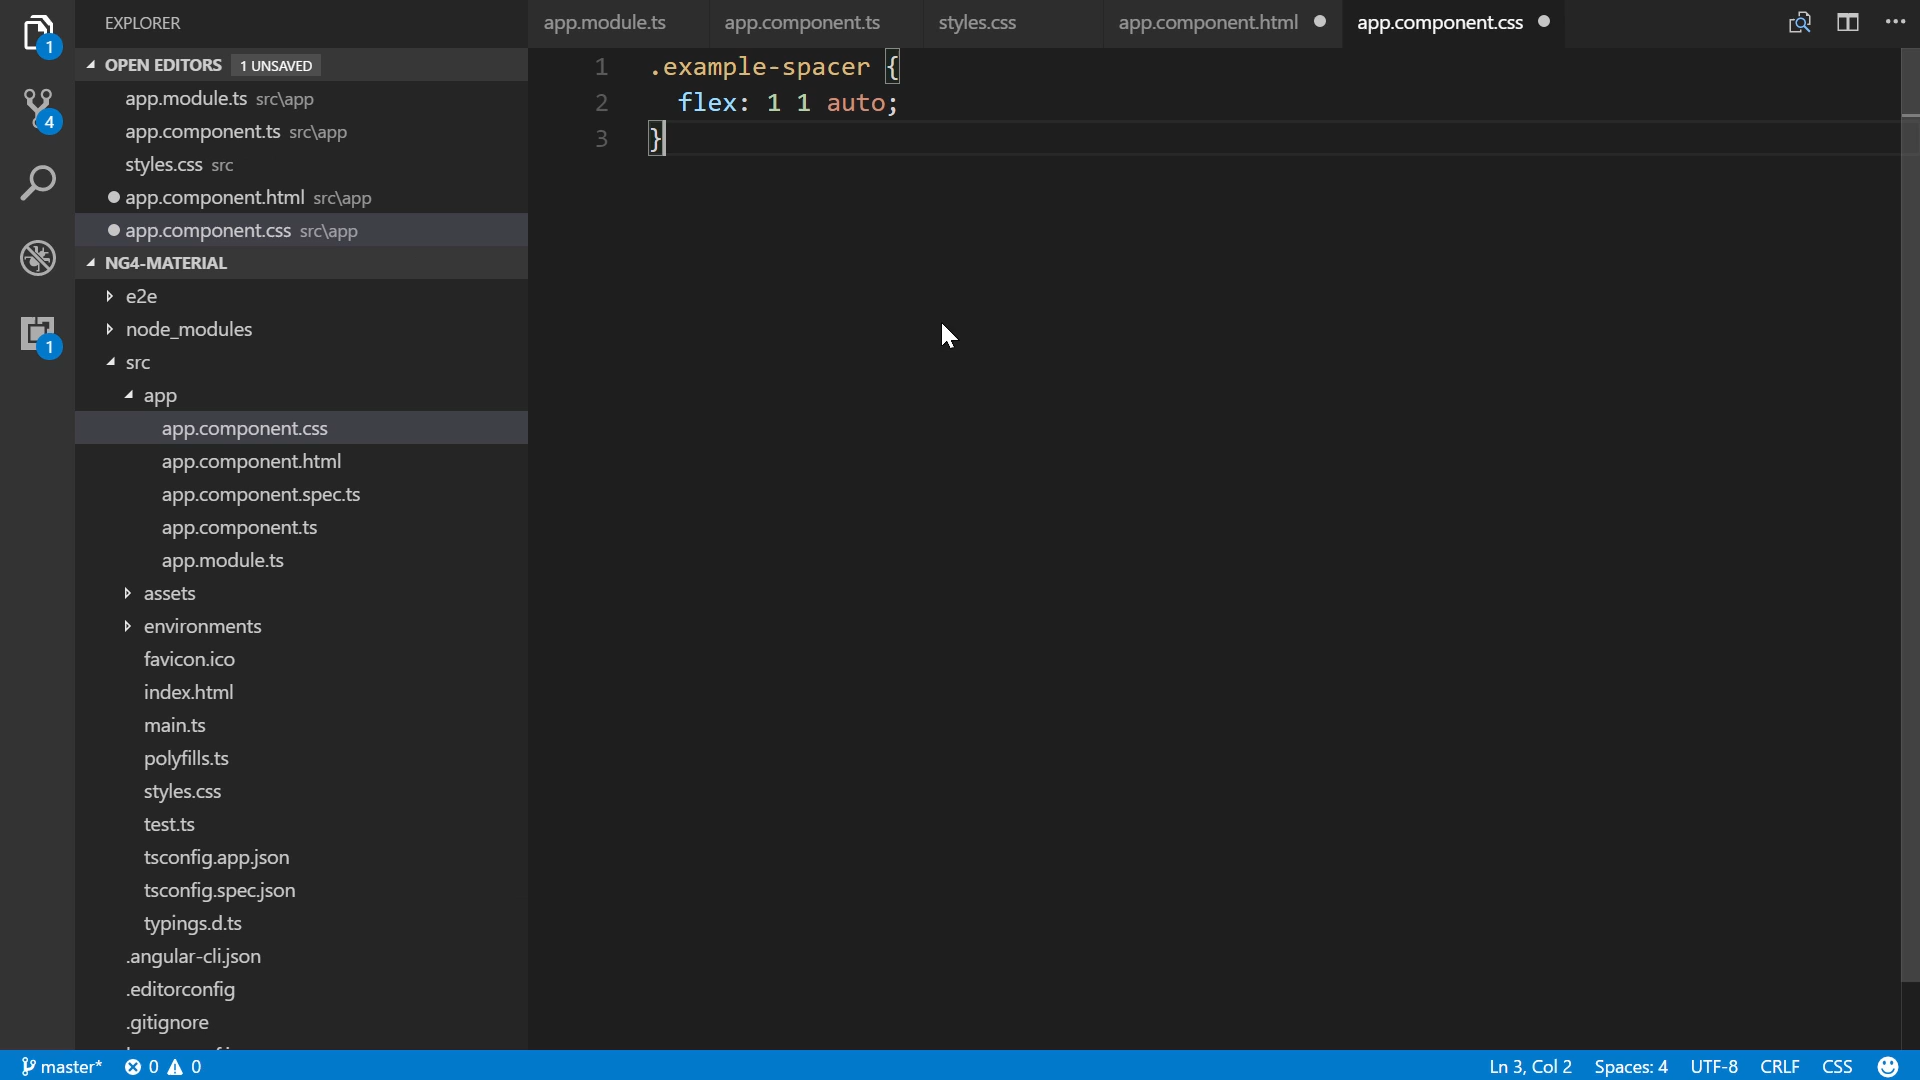 EXPLORER
app.module.ts app.component.ts styles.css app.component.html app.component.css
OPEN EDITORS 1 UNSAVED
app.module.ts src\app
app.component.ts src\app
styles.css src
app.component.html src\app
app.component.css src\app
NG4-MATERIAL
e2e
node_modules
src
app
app.component.css
app.component.html
app.component.spec.ts
app.component.ts
app.module.ts
assets
environments
favicon.ico
index.html
main.ts
polyfills.ts
styles.css
test.ts
tsconfig.app.json
tsconfig.spec.json
typings.d.ts
.angular-cli.json
.editorconfig
.gitignore
1
4
1
1 .example-spacer {
2 flex: 1 1 auto;
3 }
master* 0 0 Ln 3, Col 2 Spaces: 4 UTF-8 CRLF CSS